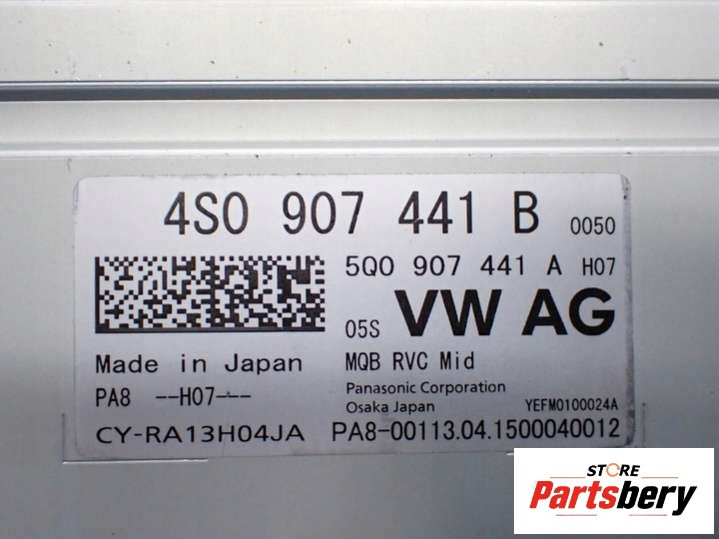 4S0 907 441 B 0050
5Q0 907 441 A H07
05S VW AG
Made in Japan MQB RVC Mid
PA8 --H07---
Panasonic Corporation
Osaka Japan YEFM0100024A
CY-RA13H04JA PA8-00113.04.1500040012
STORE
Partsbery